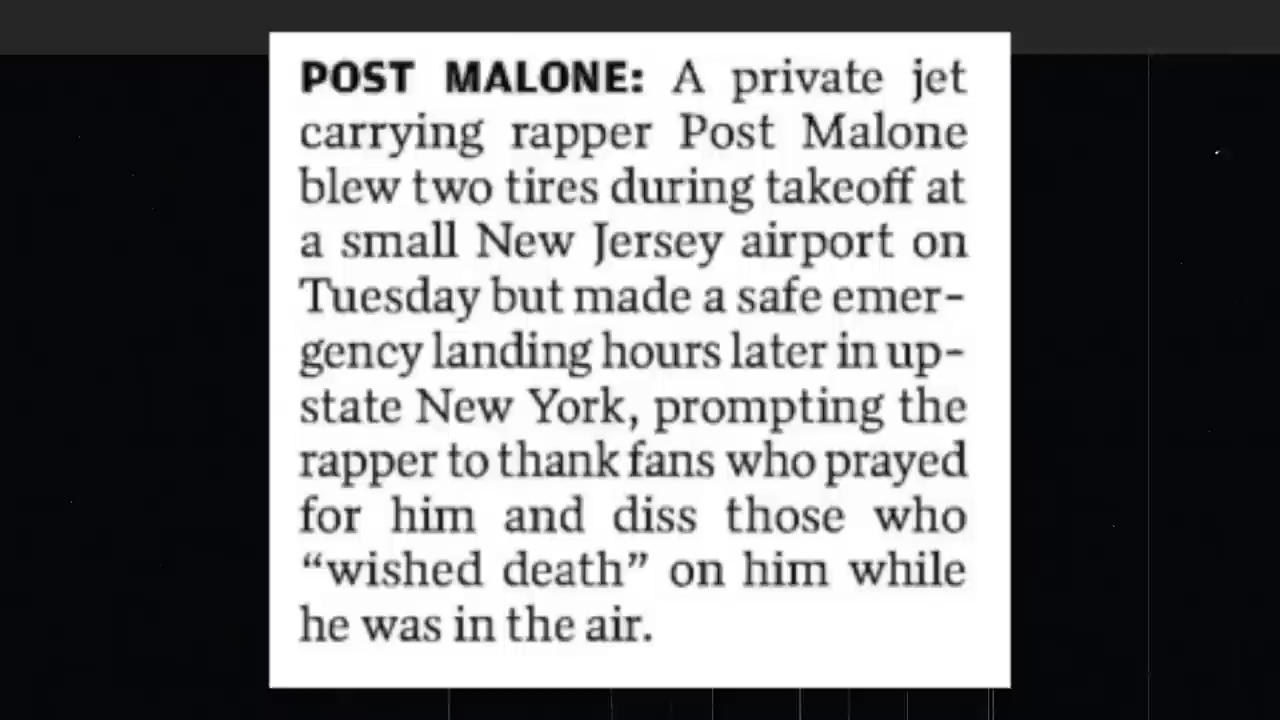 POST MALONE: A private jet
carrying rapper Post Malone
blew two tires during takeoff at
a small New Jersey airport on
Tuesday but made a safe emer-
gency landing hours later in up-
state New York, prompting the
rapper to thank fans who prayed
for him and diss those who
“wished death” on him while
he was in the air.